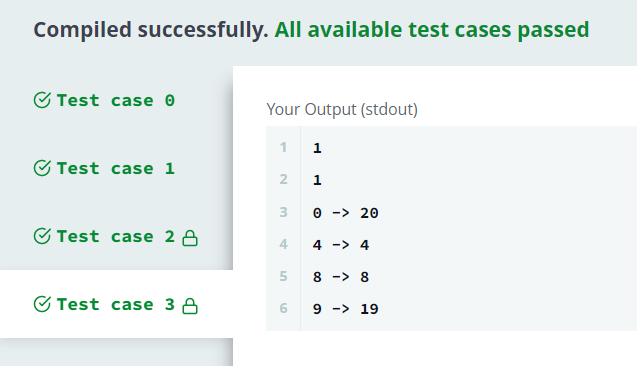 Compiled successfully. All available test cases passed
Test case 0
Test case 1
Test case 2
Test case 3
Your Output (stdout)
1 1
2 1
3 0 -> 20
4 4 -> 4
5 8 -> 8
6 9 -> 19